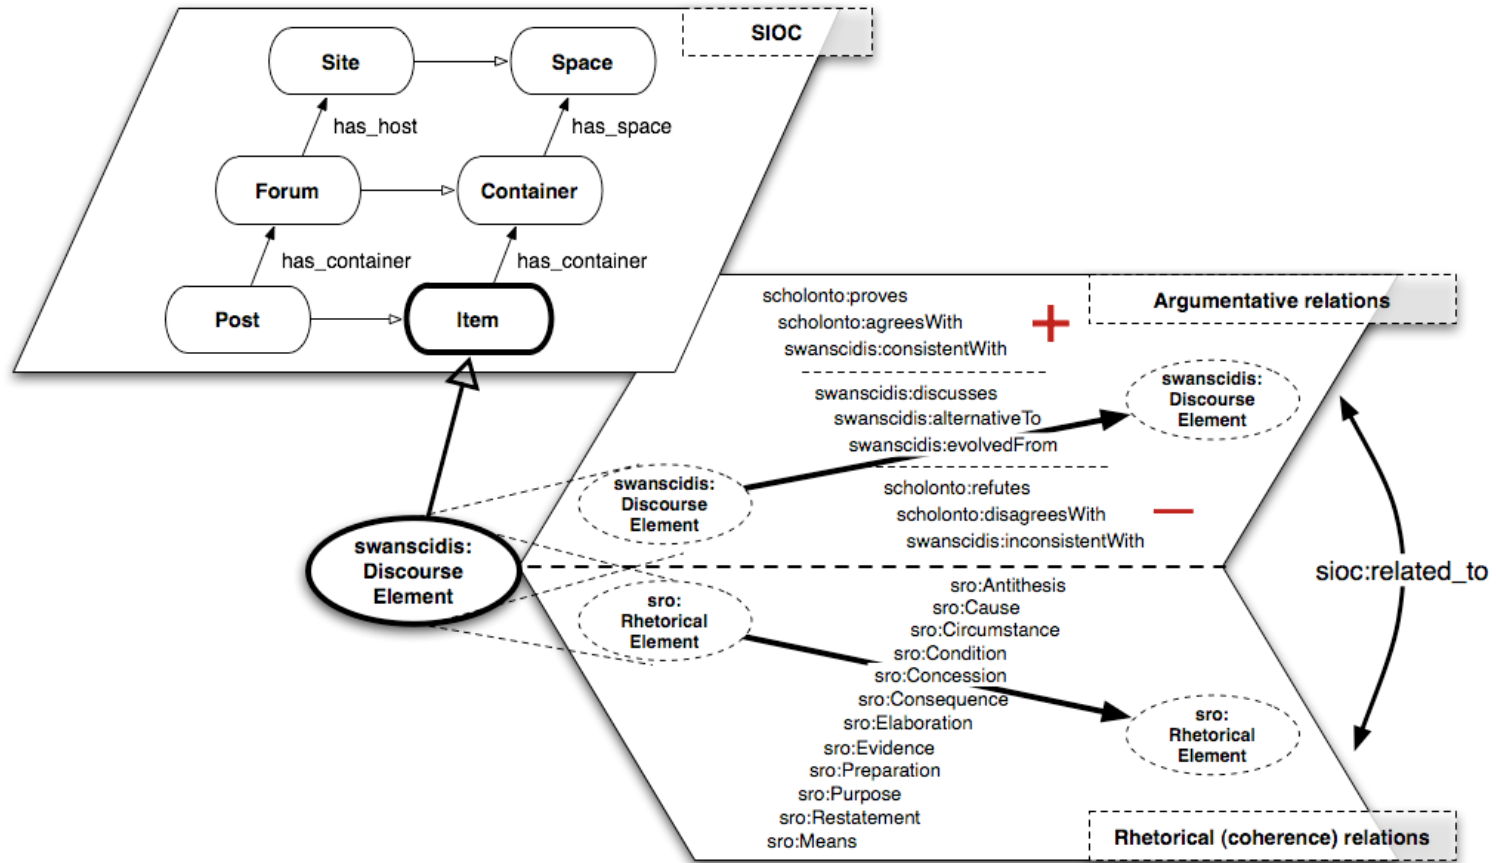 SIOC
Site
Space
has_host
has_space
Forum
Container
has_container
has_container
Post
Item
Argumentative relations
scholonto:proves
scholonto:agreesWith
swanscidis:consistentWith
+
swanscidis:discusses
swanscidis:alternativeTo
swanscidis:evolvedFrom
swanscidis:
Discourse
Element
swanscidis:
Discourse
Element
scholonto:refutes
scholonto:disagreesWith
swanscidis:inconsistentWith
−
swanscidis:
Discourse
Element
sioc:related_to
sro:
Rhetorical
Element
sro:Antithesis
sro:Cause
sro:Circumstance
sro:Condition
sro:Concession
sro:Consequence
sro:Elaboration
sro:Evidence
sro:Preparation
sro:Purpose
sro:Restatement
sro:Means
sro:
Rhetorical
Element
Rhetorical (coherence) relations